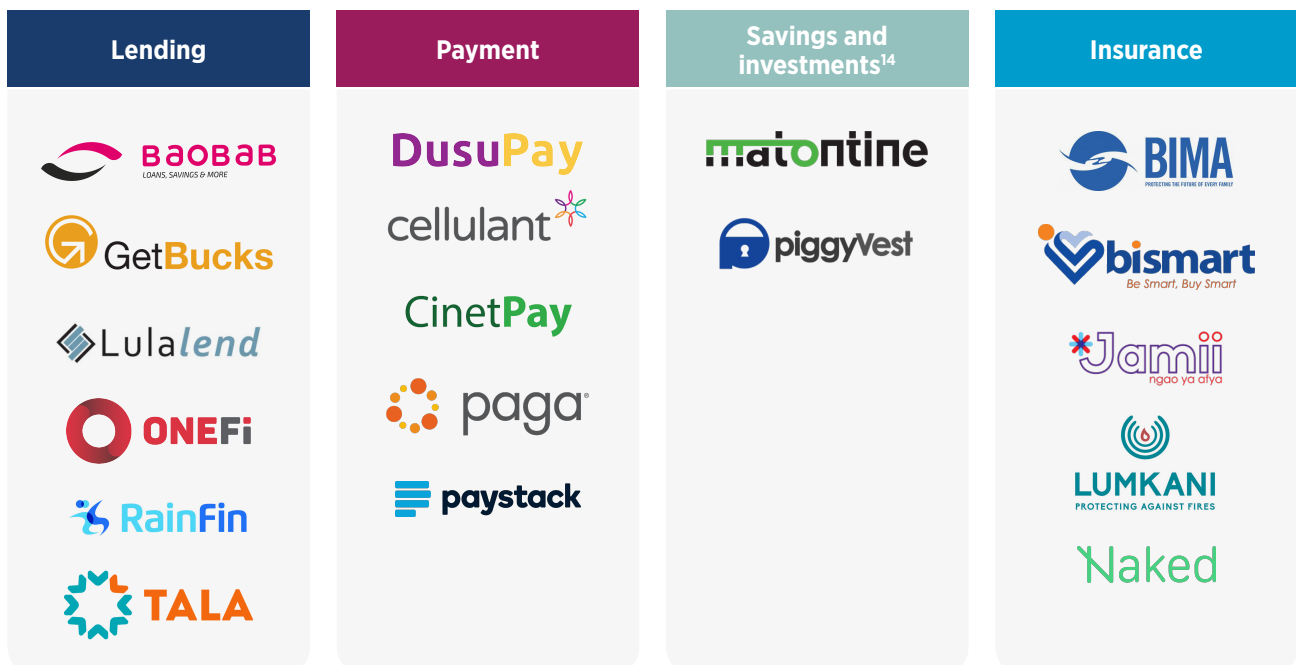 Lending
BAOBAB
LOANS, SAVINGS & MORE
GetBucks
Lulalend
ONEFi
RainFin
TALA
Payment
DusuPay
cellulant
CinetPay
paga®
paystack
Savings and
investments¹⁴
matontine
piggyVest
Insurance
BIMA
PROTECTING THE FUTURE OF EVERY FAMILY
bismart
Be Smart, Buy Smart
Jamii
ngao ya afya
LUMKANI
PROTECTING AGAINST FIRES
Naked